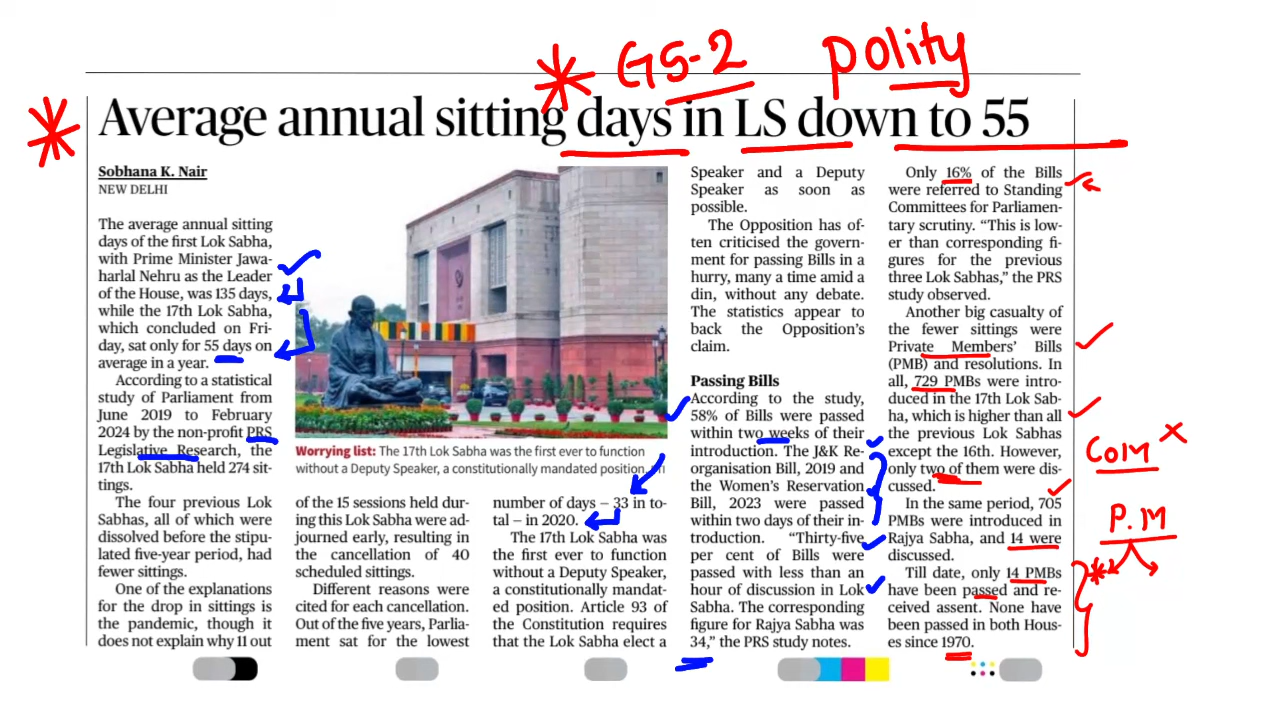 * GS-2 polity
* Average annual sitting days in LS down to 55
Sobhana K. Nair
NEW DELHI
The average annual sitting
days of the first Lok Sabha,
with Prime Minister Jawa-
harlal Nehru as the Leader
of the House, was 135 days,
while the 17th Lok Sabha,
which concluded on Fri-
day, sat only for 55 days on
average in a year.
According to a statistical
study of Parliament from
June 2019 to February
2024 by the non-profit PRS
Legislative Research, the
17th Lok Sabha held 274 sit-
tings.
The four previous Lok
Sabhas, all of which were
dissolved before the stipu-
lated five-year period, had
fewer sittings.
One of the explanations
for the drop in sittings is
the pandemic, though it
does not explain why 11 out
Worrying list: The 17th Lok Sabha was the first ever to function
without a Deputy Speaker, a constitutionally mandated position.
of the 15 sessions held dur-
ing this Lok Sabha were ad-
journed early, resulting in
the cancellation of 40
scheduled sittings.
Different reasons were
cited for each cancellation.
Out of the five years, Parlia-
ment sat for the lowest
number of days – 33 in to-
tal – in 2020.
The 17th Lok Sabha was
the first ever to function
without a Deputy Speaker,
a constitutionally mandat-
ed position. Article 93 of
the Constitution requires
that the Lok Sabha elect a
Speaker and a Deputy
Speaker as soon as
possible.
The Opposition has of-
ten criticised the govern-
ment for passing Bills in a
hurry, many a time amid a
din, without any debate.
The statistics appear to
back the Opposition's
claim.
Passing Bills
According to the study,
58% of Bills were passed
within two weeks of their
introduction. The J&K Re-
organisation Bill, 2019 and
the Women's Reservation
Bill, 2023 were passed
within two days of their in-
troduction. "Thirty-five
per cent of Bills were
passed with less than an
hour of discussion in Lok
Sabha. The corresponding
figure for Rajya Sabha was
34," the PRS study notes.
Only 16% of the Bills
were referred to Standing
Committees for Parliamen-
tary scrutiny. "This is low-
er than corresponding fi-
gures for the previous
three Lok Sabhas," the PRS
study observed.
Another big casualty of
the fewer sittings were
Private Members' Bills
(PMB) and resolutions. In
all, 729 PMBs were intro-
duced in the 17th Lok Sab-
ha, which is higher than all
the previous Lok Sabhas
except the 16th. However,
only two of them were dis-
cussed.
In the same period, 705
PMBs were introduced in
Rajya Sabha, and 14 were
discussed.
Till date, only 14 PMBs
have been passed and re-
ceived assent. None have
been passed in both Hous-
es since 1970.
COM x
P.M
*